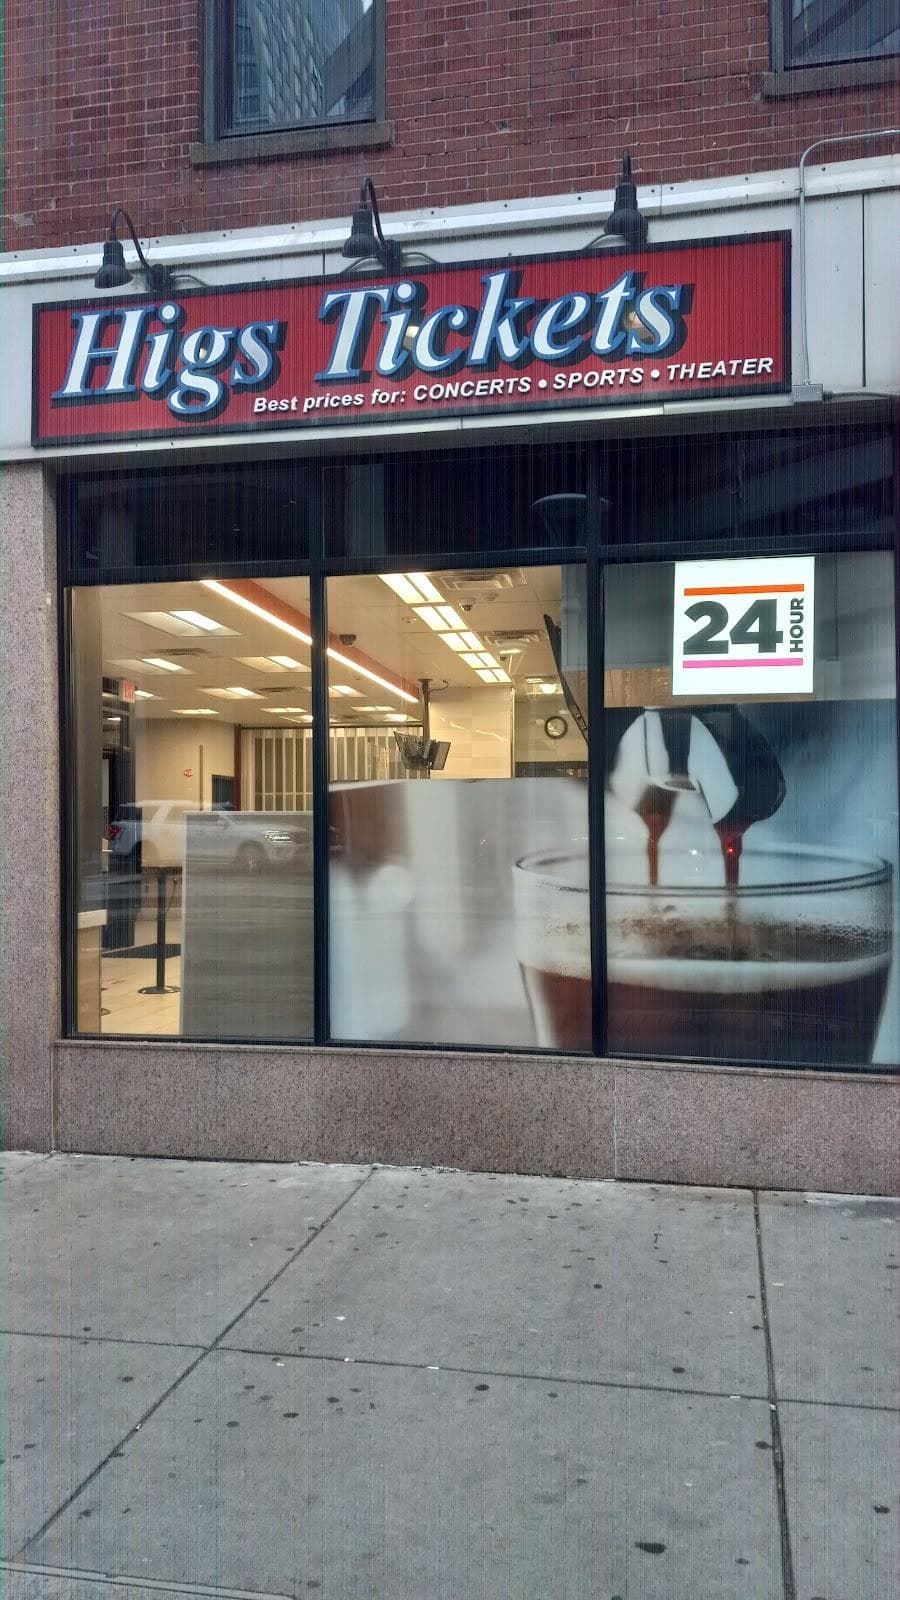 Higs Tickets
Best prices for: CONCERTS • SPORTS • THEATER
24 HOUR